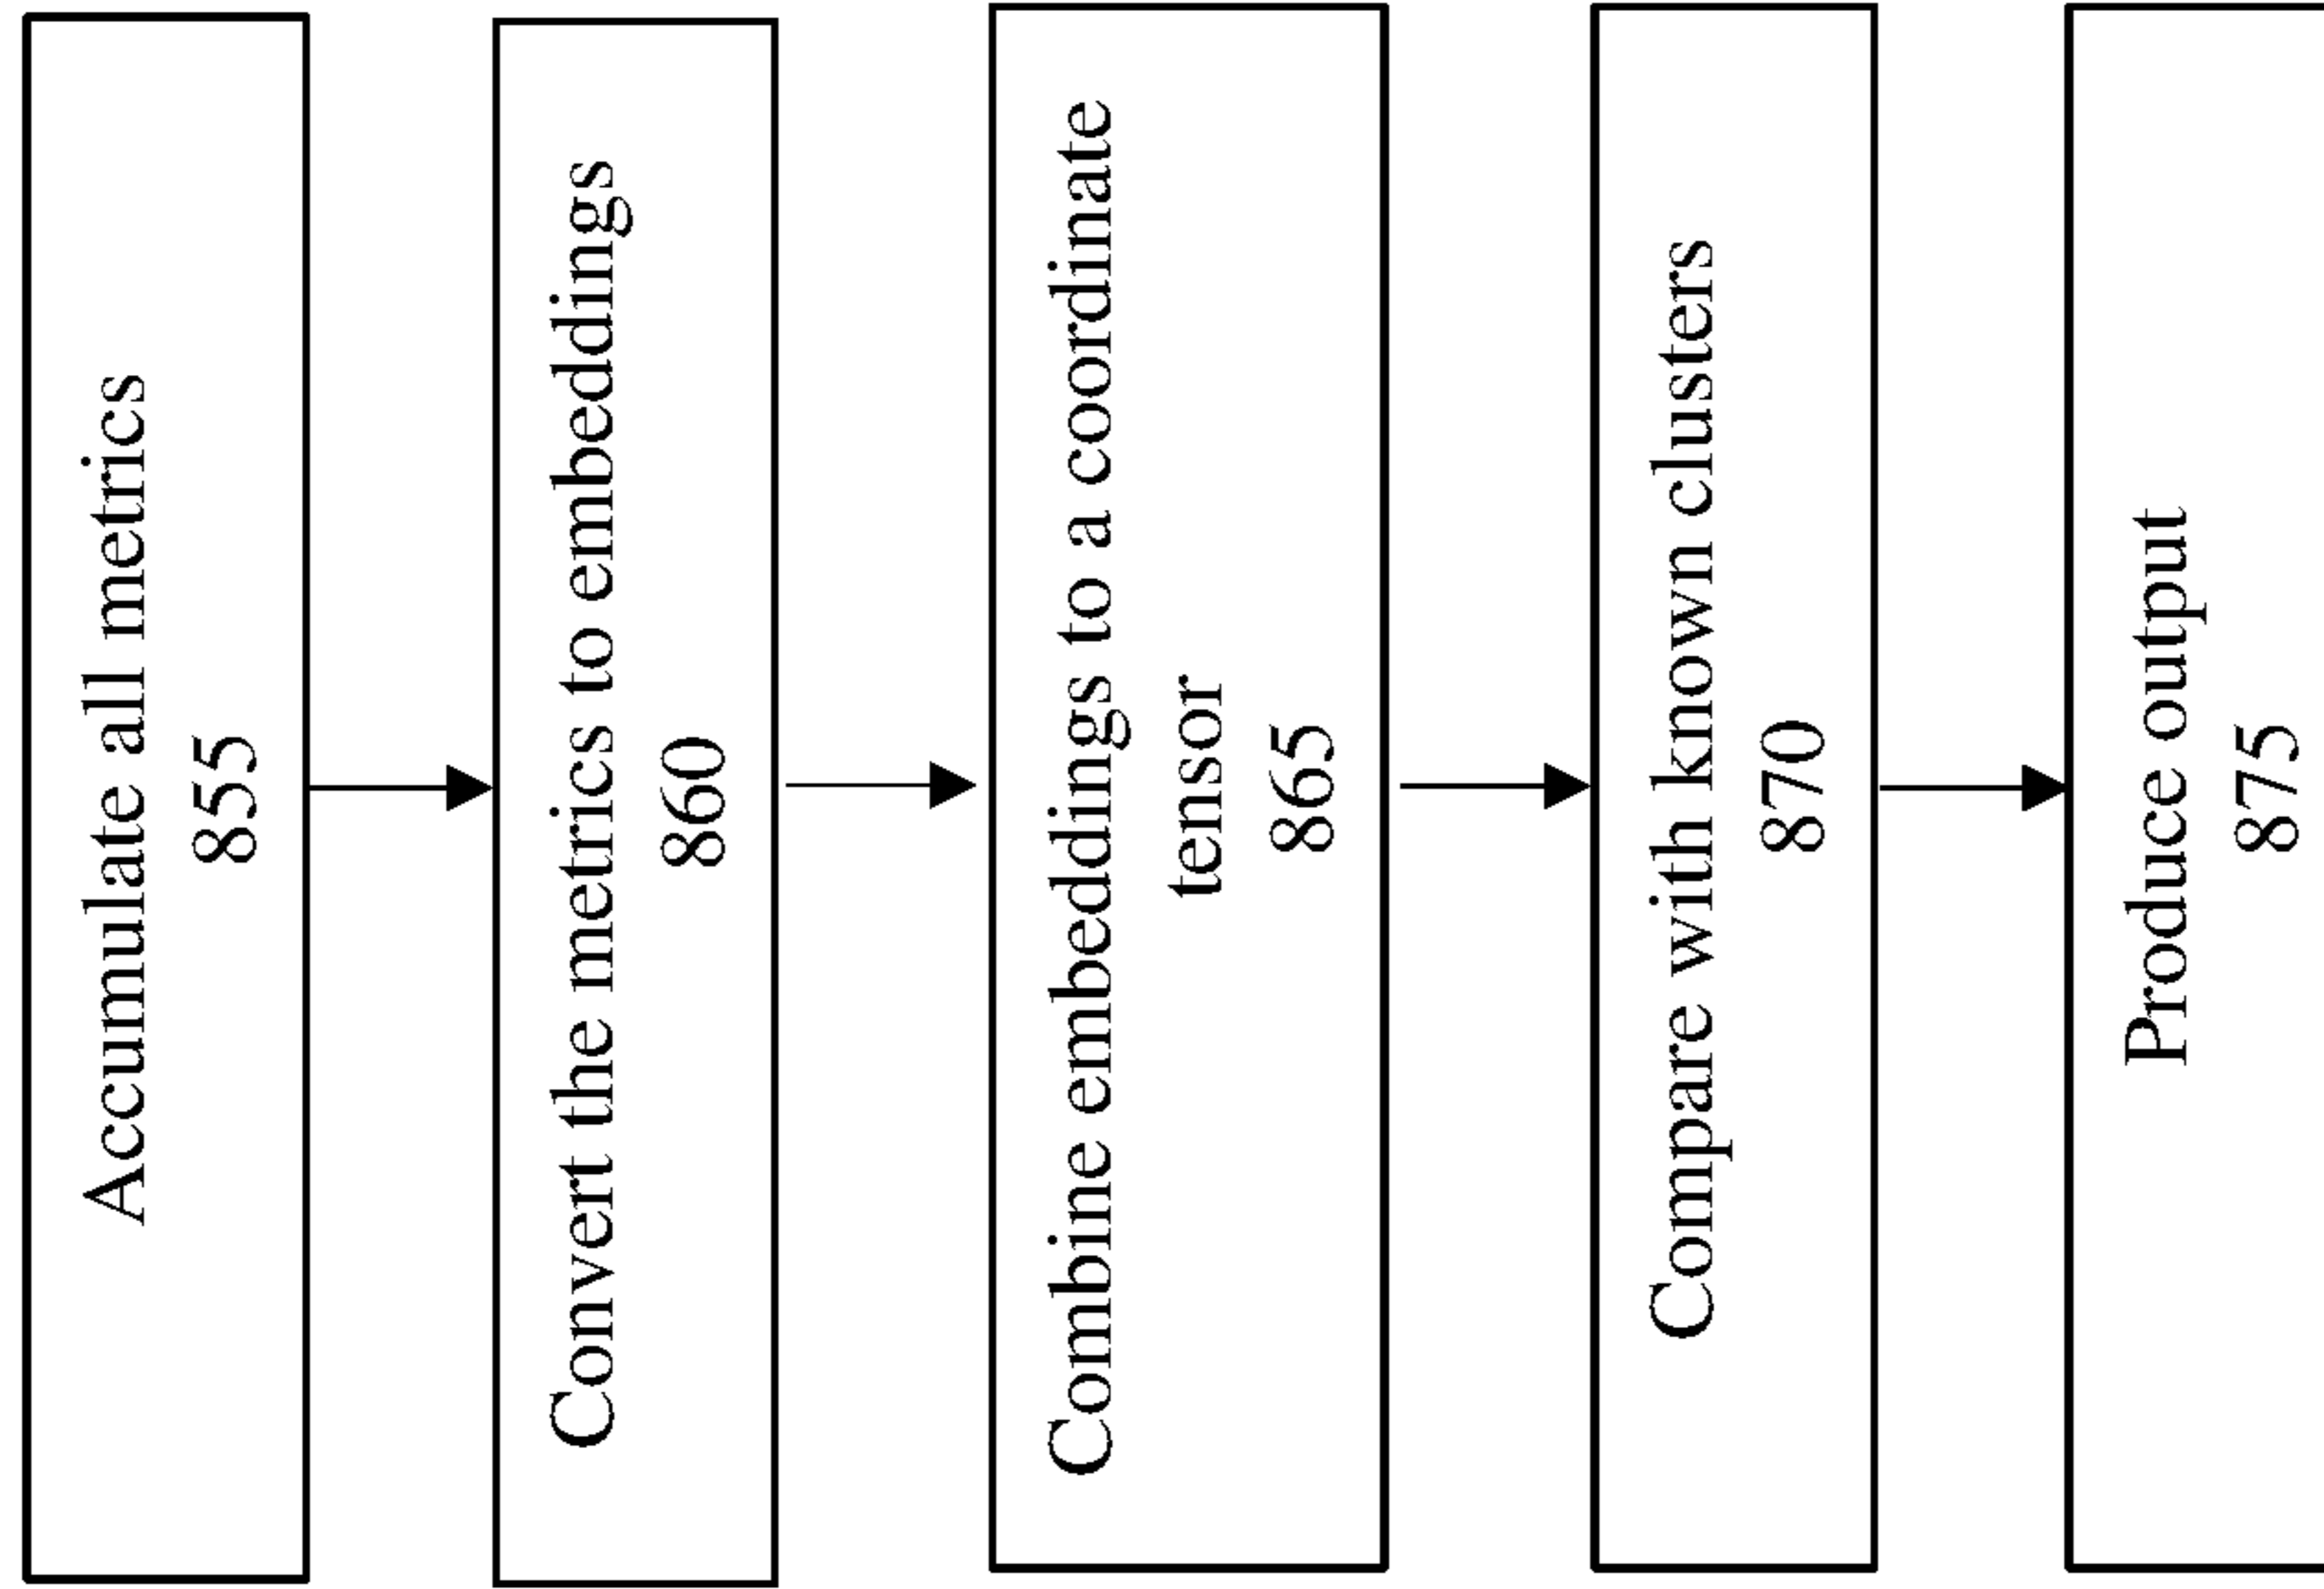 Accumulate all metrics
855
Convert the metrics to embeddings
860
Combine embeddings to a coordinate
tensor
865
Compare with known clusters
870
Produce output
875